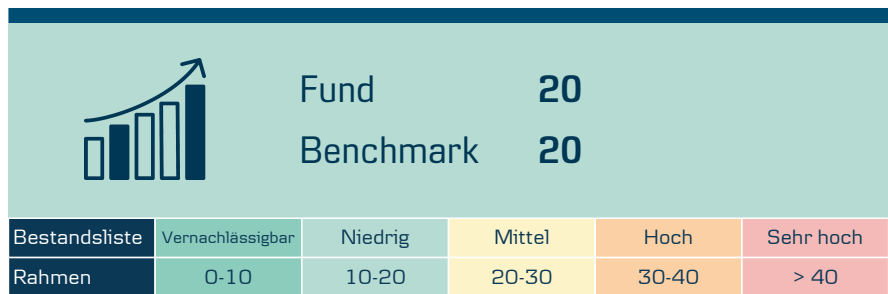 Fund 20
Benchmark 20
Bestandsliste Vernachlässigbar Niedrig Mittel Hoch Sehr hoch
Rahmen 0-10 10-20 20-30 30-40 > 40